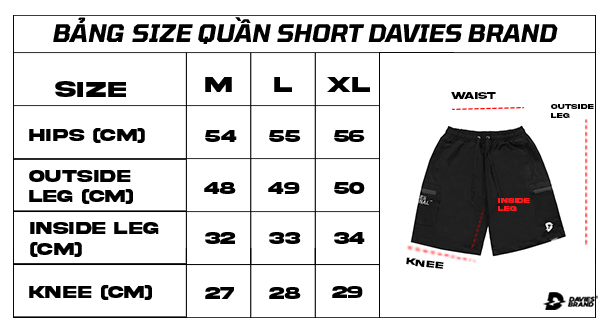 BẢNG SIZE QUẦN SHORT DAVIES BRAND
SIZE M L XL
HIPS (CM) 54 55 56
OUTSIDE
LEG (CM) 48 49 50
INSIDE LEG
(CM) 32 33 34
KNEE (CM) 27 28 29
WAIST
OUTSIDE
LEG
INSIDE
LEG
KNEE
DAVIES
BRAND